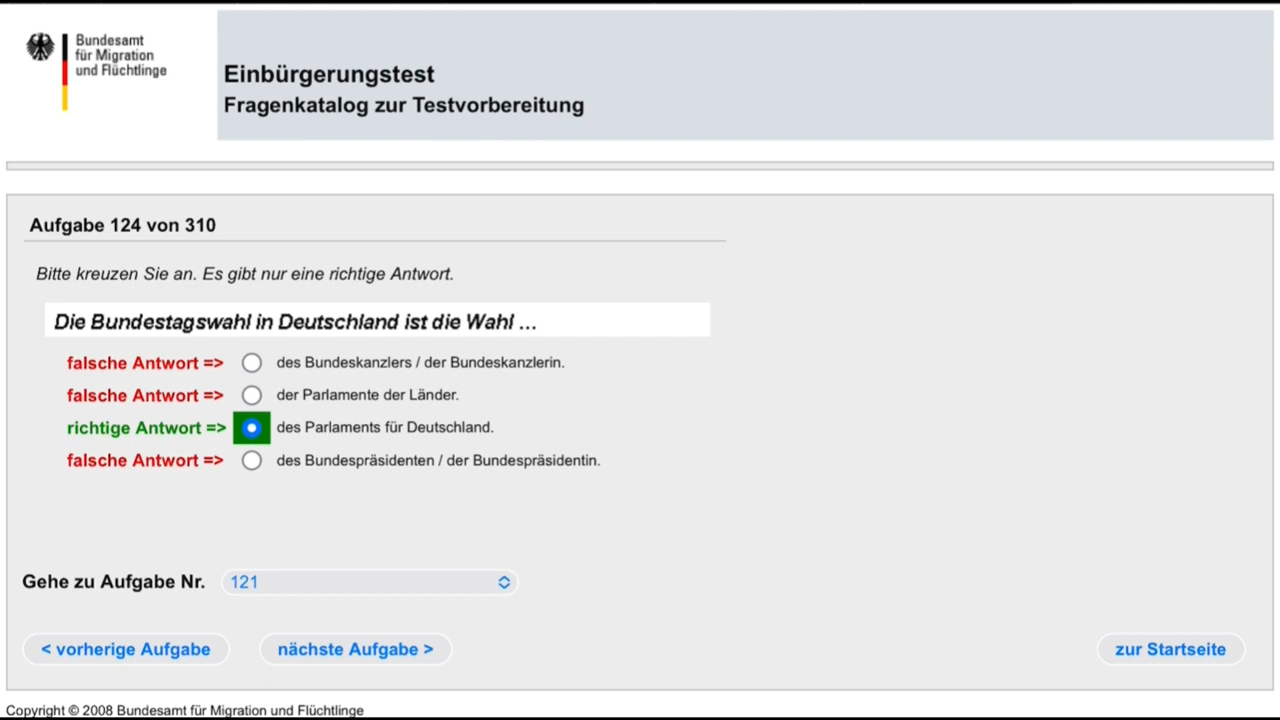 Bundesamt
für Migration
und Flüchtlinge
Einbürgerungstest
Fragenkatalog zur Testvorbereitung
Aufgabe 124 von 310
Bitte kreuzen Sie an. Es gibt nur eine richtige Antwort.
Die Bundestagswahl in Deutschland ist die Wahl ...
falsche Antwort => des Bundeskanzlers / der Bundeskanzlerin.
falsche Antwort => der Parlamente der Länder.
richtige Antwort => des Parlaments für Deutschland.
falsche Antwort => des Bundespräsidenten / der Bundespräsidentin.
Gehe zu Aufgabe Nr. 121
< vorherige Aufgabe nächste Aufgabe > zur Startseite
Copyright © 2008 Bundesamt für Migration und Flüchtlinge